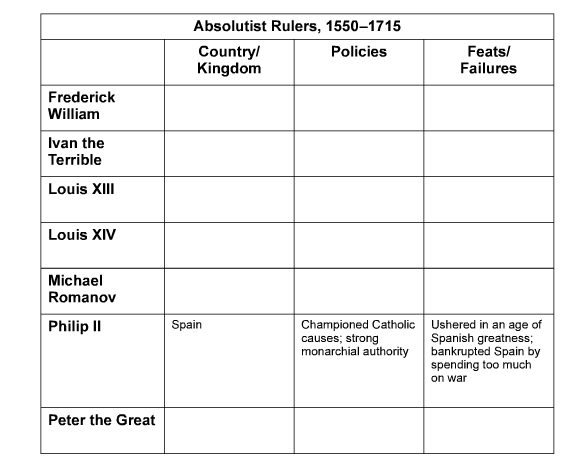 Absolutist Rulers, 1550–1715
Country/
Kingdom
Policies
Feats/
Failures
Frederick
William
Ivan the
Terrible
Louis XIII
Louis XIV
Michael
Romanov
Philip II
Spain
Championed Catholic
causes; strong
monarchial authority
Ushered in an age of
Spanish greatness;
bankrupted Spain by
spending too much
on war
Peter the Great